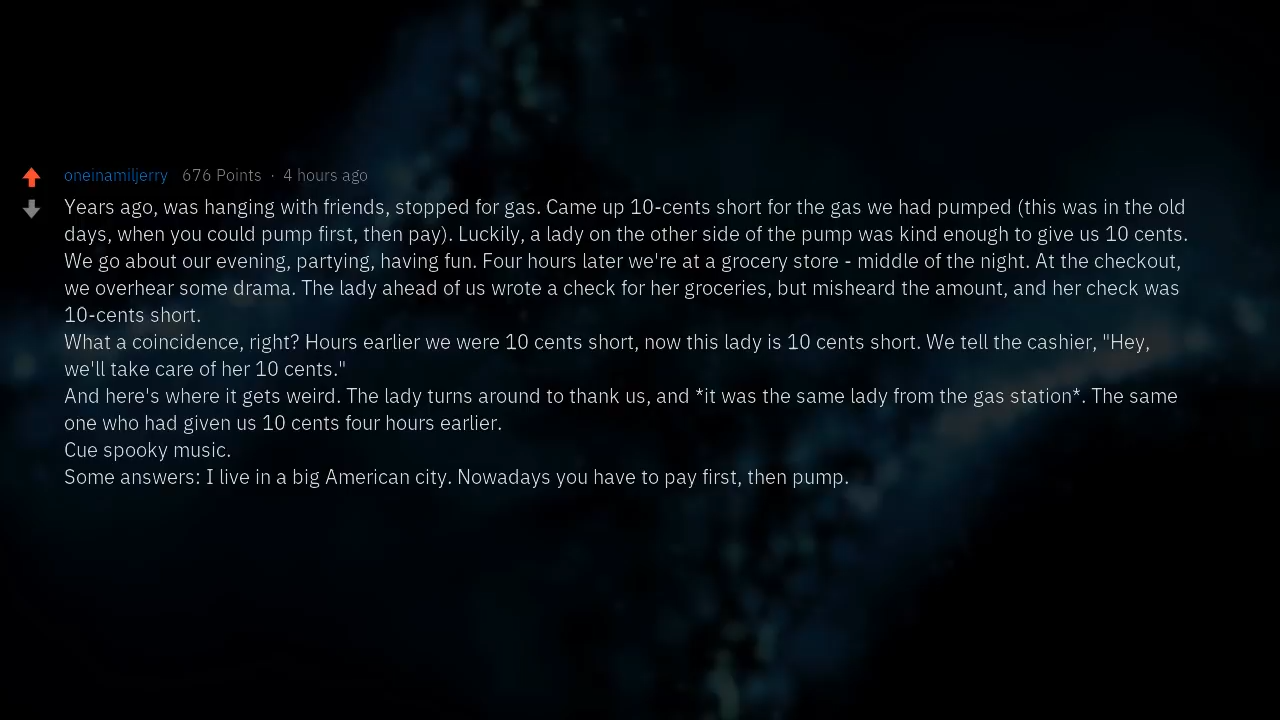 oneinamiljerry 676 Points · 4 hours ago
Years ago, was hanging with friends, stopped for gas. Came up 10-cents short for the gas we had pumped (this was in the old
days, when you could pump first, then pay). Luckily, a lady on the other side of the pump was kind enough to give us 10 cents.
We go about our evening, partying, having fun. Four hours later we're at a grocery store - middle of the night. At the checkout,
we overhear some drama. The lady ahead of us wrote a check for her groceries, but misheard the amount, and her check was
10-cents short.
What a coincidence, right? Hours earlier we were 10 cents short, now this lady is 10 cents short. We tell the cashier, "Hey,
we'll take care of her 10 cents."
And here's where it gets weird. The lady turns around to thank us, and *it was the same lady from the gas station*. The same
one who had given us 10 cents four hours earlier.
Cue spooky music.
Some answers: I live in a big American city. Nowadays you have to pay first, then pump.